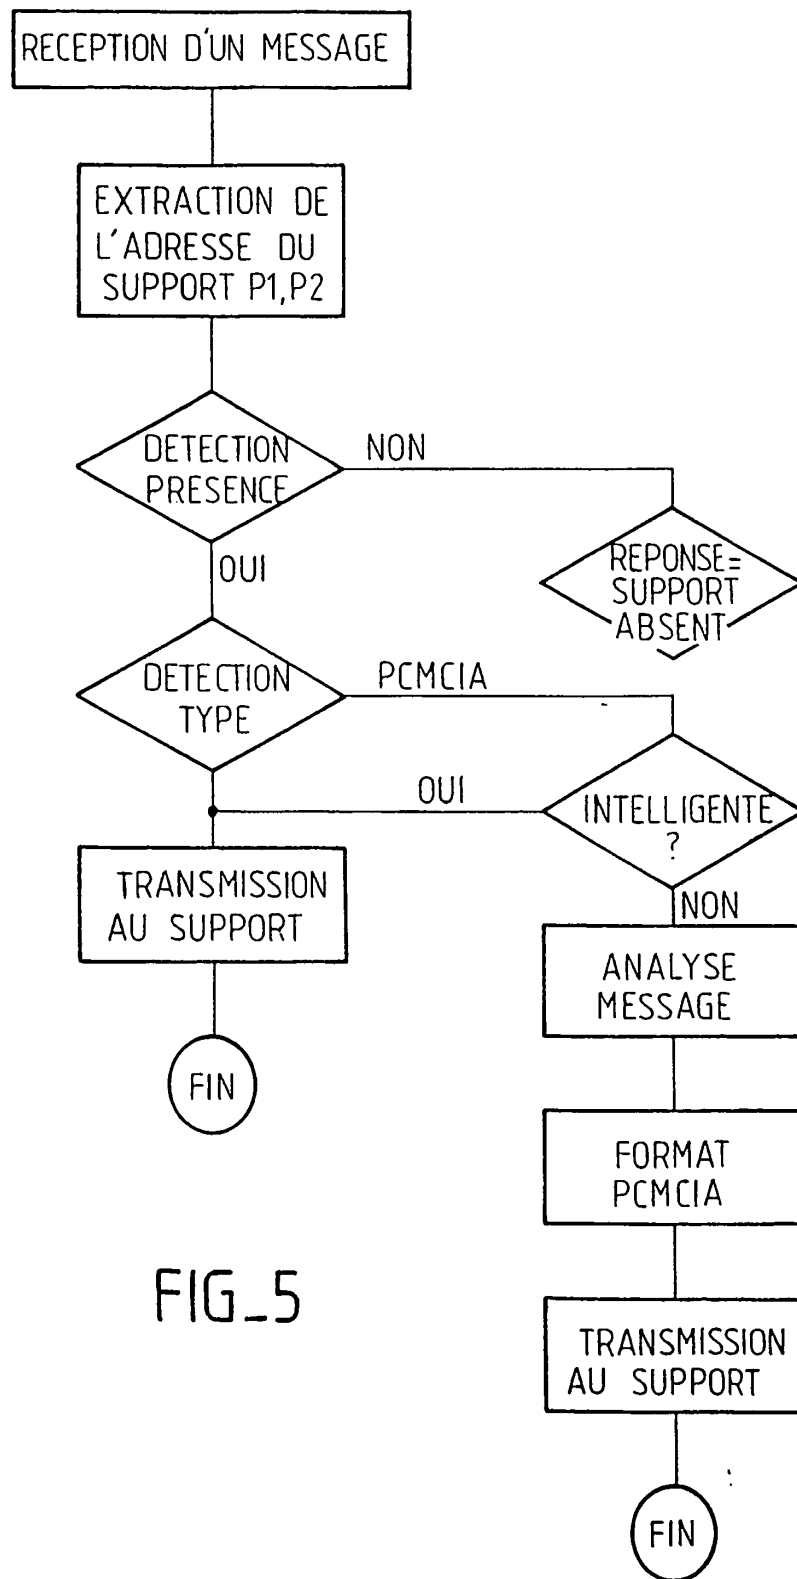 RECEPTION D'UN MESSAGE
EXTRACTION DE
L'ADRESSE DU
SUPPORT P1,P2
DETECTION
PRESENCE
NON
OUI
REPONSE=
SUPPORT
ABSENT
DETECTION
TYPE
PCMCIA
OUI
INTELLIGENTE
?
NON
TRANSMISSION
AU SUPPORT
FIN
ANALYSE
MESSAGE
FORMAT
PCMCIA
TRANSMISSION
AU SUPPORT
FIN
FIG_5